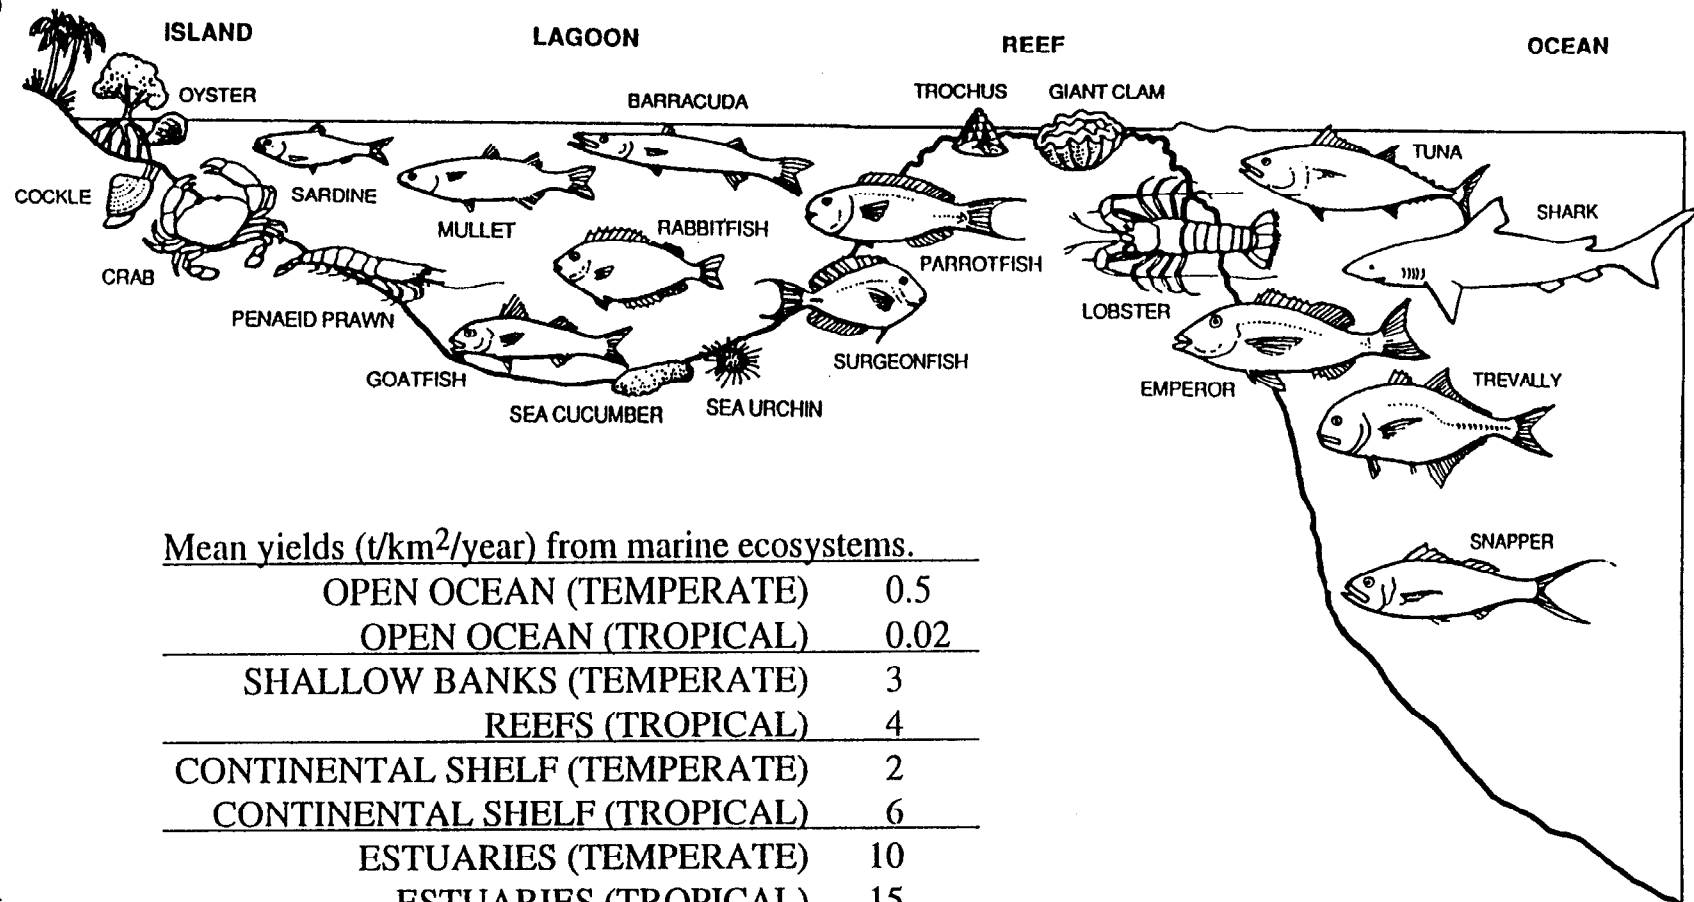 ISLAND
LAGOON
REEF
OCEAN
OYSTER
BARRACUDA
TROCHUS
GIANT CLAM
TUNA
COCKLE
SARDINE
MULLET
RABBITFISH
SHARK
CRAB
PARROTFISH
PENAEID PRAWN
LOBSTER
GOATFISH
SURGEONFISH
EMPEROR
TREVALLY
SEA CUCUMBER
SEA URCHIN
SNAPPER
Mean yields (t/km2/year) from marine ecosystems.
OPEN OCEAN (TEMPERATE) 0.5
OPEN OCEAN (TROPICAL) 0.02
SHALLOW BANKS (TEMPERATE) 3
REEFS (TROPICAL) 4
CONTINENTAL SHELF (TEMPERATE) 2
CONTINENTAL SHELF (TROPICAL) 6
ESTUARIES (TEMPERATE) 10
ESTUARIES (TROPICAL) 15